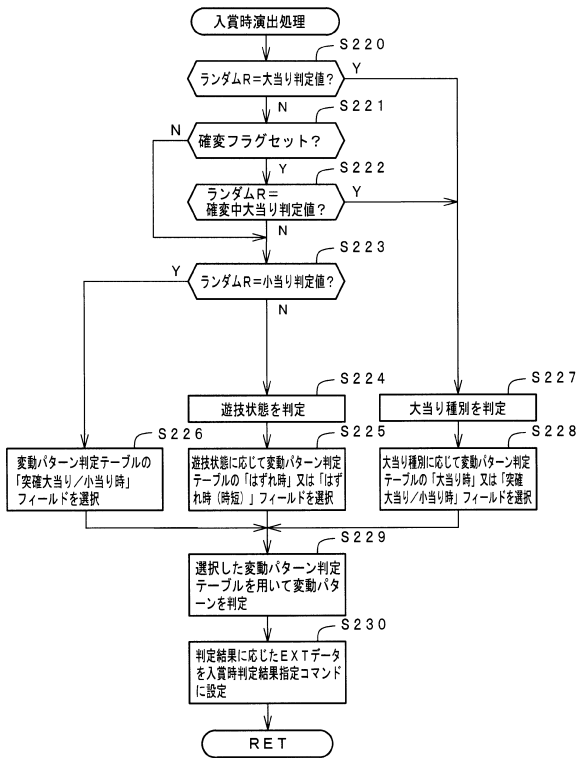 入賞時演出処理
S220
ランダムR=大当り判定値?
Y
N
S221
確変フラグセット?
N
Y
S222
ランダムR=
確変中大当り判定値?
Y
N
S223
ランダムR=小当り判定値?
Y
N
S224
遊技状態を判定
S227
大当り種別を判定
S226
変動パターン判定テーブルの
「突確大当り/小当り時」
フィールドを選択
S225
遊技状態に応じて変動パターン判定
テーブルの「はずれ時」又は「はず
れ時(時短)」フィールドを選択
S228
大当り種別に応じて変動パターン判定
テーブルの「大当り時」又は「突確
大当り/小当り時」フィールドを選択
S229
選択した変動パターン判定
テーブルを用いて変動パタ
ーンを判定
S230
判定結果に応じたEXTデータ
を入賞時判定結果指定コマンド
に設定
RET